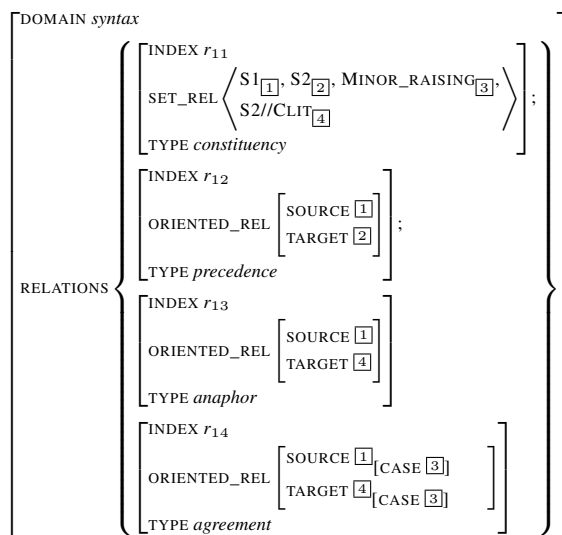 DOMAIN syntax
INDEX r11
SET_REL ⟨ S1[1], S2[2], MINOR_RAISING[3],
S2//CLIT[4] ⟩ ;
TYPE constituency
INDEX r12
ORIENTED_REL [ SOURCE [1]
TARGET [2] ] ;
TYPE precedence
RELATIONS
INDEX r13
ORIENTED_REL [ SOURCE [1]
TARGET [4] ]
TYPE anaphor
INDEX r14
ORIENTED_REL [ SOURCE [1] [CASE [3]]
TARGET [4] [CASE [3]] ]
TYPE agreement